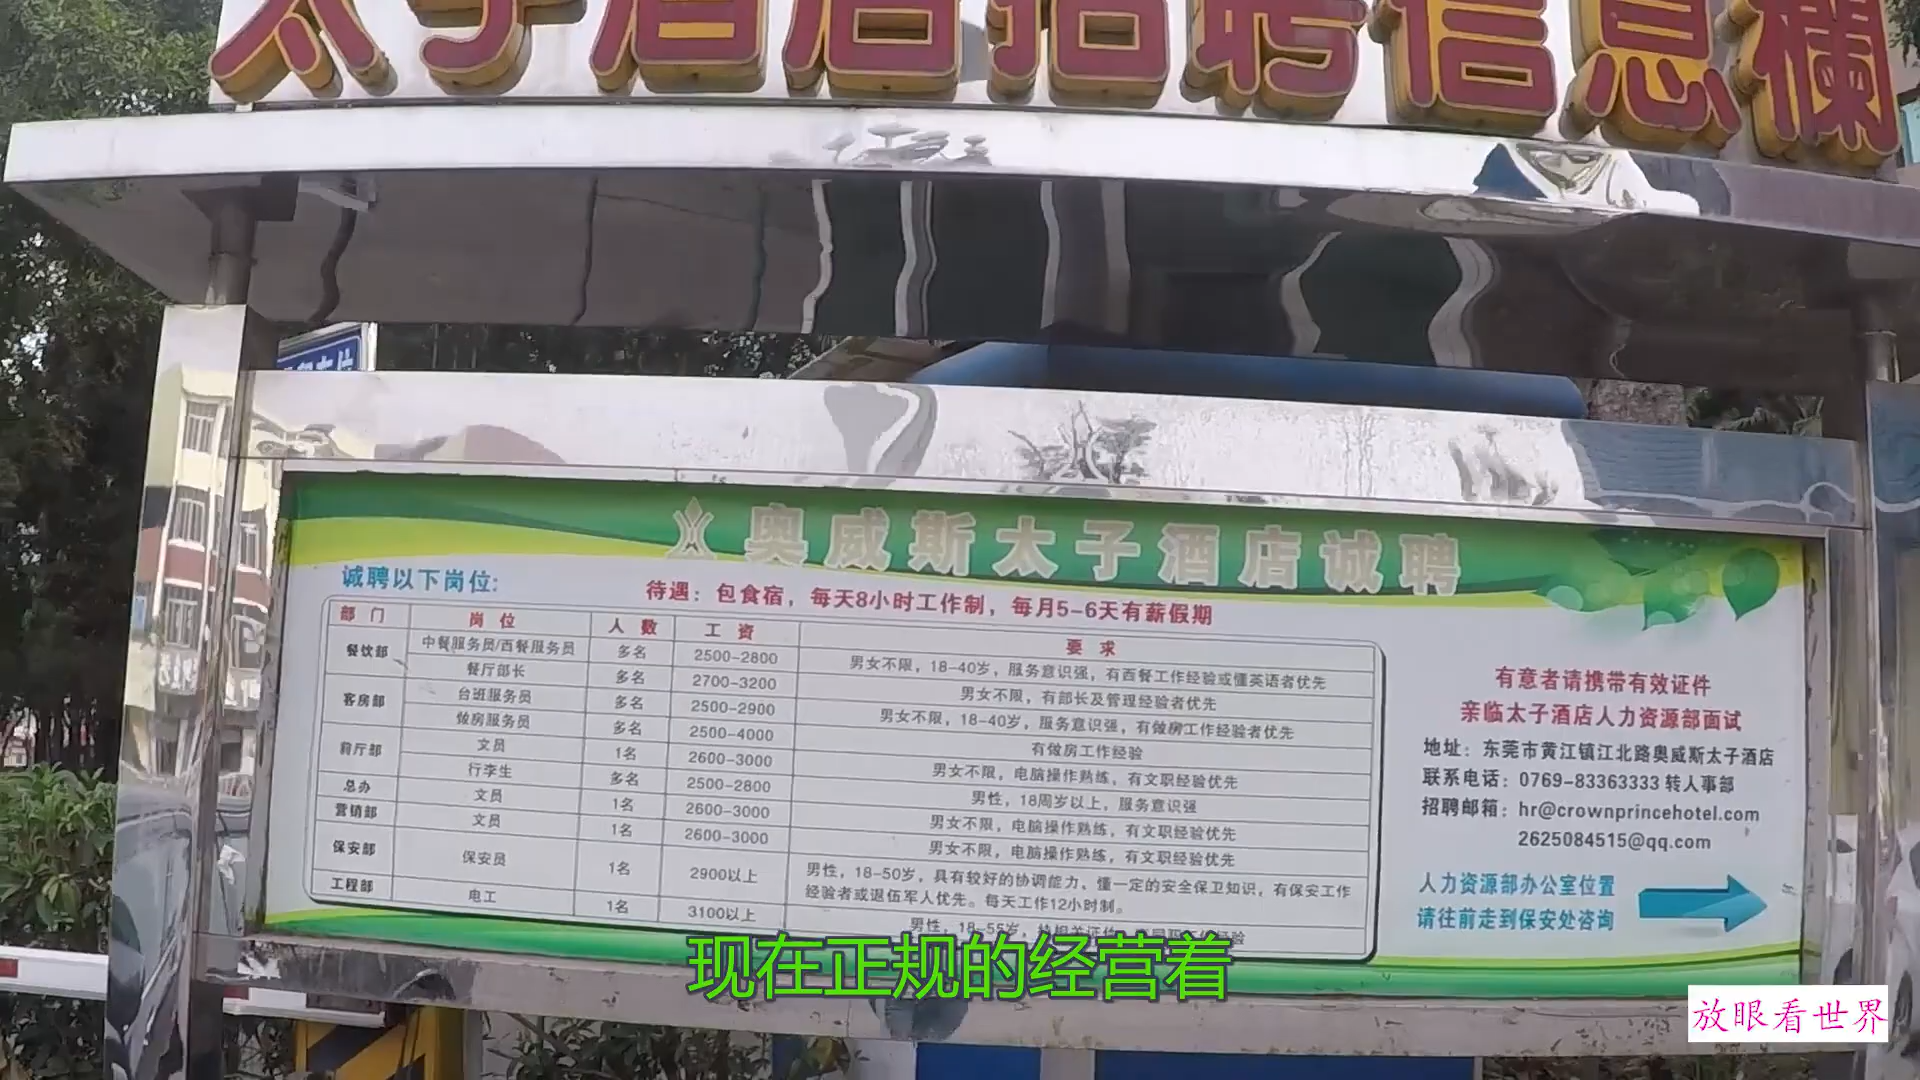 太子酒店招聘信息欄
奥威斯太子酒店诚聘
诚聘以下岗位:
待遇：包食宿，每天8小时工作制，每月5-6天有薪假期
部门 岗位 人数 工资 要求
餐饮部 中餐服务员/西餐服务员 多名 2500-2800 男女不限，18-40岁，服务意识强，有西餐工作经验或懂英语者优先
餐厅部长 多名 2700-3200 男女不限，有部长及管理经验者优先
客房部 台班服务员 多名 2500-2900 男女不限，18-40岁，服务意识强，有做房工作经验者优先
做房服务员 多名 2500-4000 有做房工作经验
前厅部 文员 1名 2600-3000 男女不限，电脑操作熟练，有文职经验优先
行李生 多名 2500-2800 男性，18周岁以上，服务意识强
总办 文员 1名 2600-3000 男女不限，电脑操作熟练，有文职经验优先
营销部 文员 1名 2600-3000 男女不限，电脑操作熟练，有文职经验优先
保安部 保安员 1名 2900以上 男性，18-50岁，具有较好的协调能力、懂一定的安全保卫知识，有保安工作
经验者或退伍军人优先。每天工作12小时制。
工程部 电工 1名 3100以上 男性，18-55岁，
有意者请携带有效证件
亲临太子酒店人力资源部面试
地址：东莞市黄江镇江北路奥威斯太子酒店
联系电话：0769-83363333转人事部
招聘邮箱：hr@crownprincehotel.com
2625084515@qq.com
人力资源部办公室位置
请往前走到保安处咨询
现在正规的经营着
放眼看世界